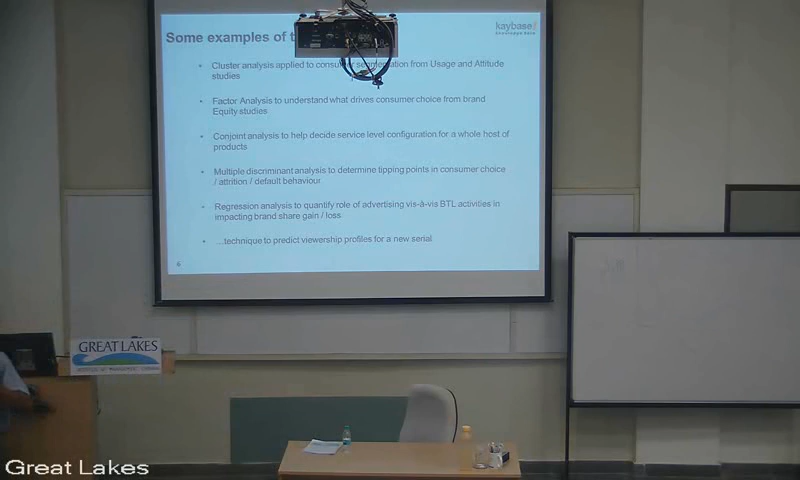 kaybase
Some examples of t
• Cluster analysis applied to consumer segmentation from Usage and Attitude
studies
• Factor Analysis to understand what drives consumer choice from brand
Equity studies
• Conjoint analysis to help decide service level configuration for a whole host of
products
• Multiple discriminant analysis to determine tipping points in consumer choice
/ attrition / default behaviour
• Regression analysis to quantify role of advertising vis-à-vis BTL activities in
impacting brand share gain / loss
• …technique to predict viewership profiles for a new serial
GREAT LAKES
Great Lakes